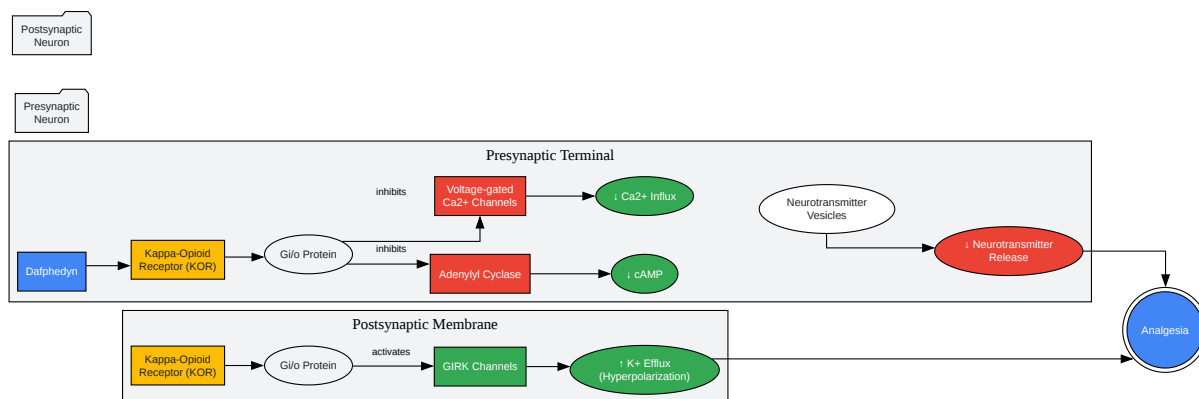 Postsynaptic
Neuron
Presynaptic
Neuron
Presynaptic Terminal
inhibits
Voltage-gated
Ca2+ Channels
↓ Ca2+ Influx
Neurotransmitter
Vesicles
Dafphedyn
Kappa-Opioid
Receptor (KOR)
Gi/o Protein
inhibits
Adenylyl Cyclase
↓ cAMP
↓ Neurotransmitter
Release
Postsynaptic Membrane
Kappa-Opioid
Receptor (KOR)
Gi/o Protein
activates
GIRK Channels
↑ K+ Efflux
(Hyperpolarization)
Analgesia